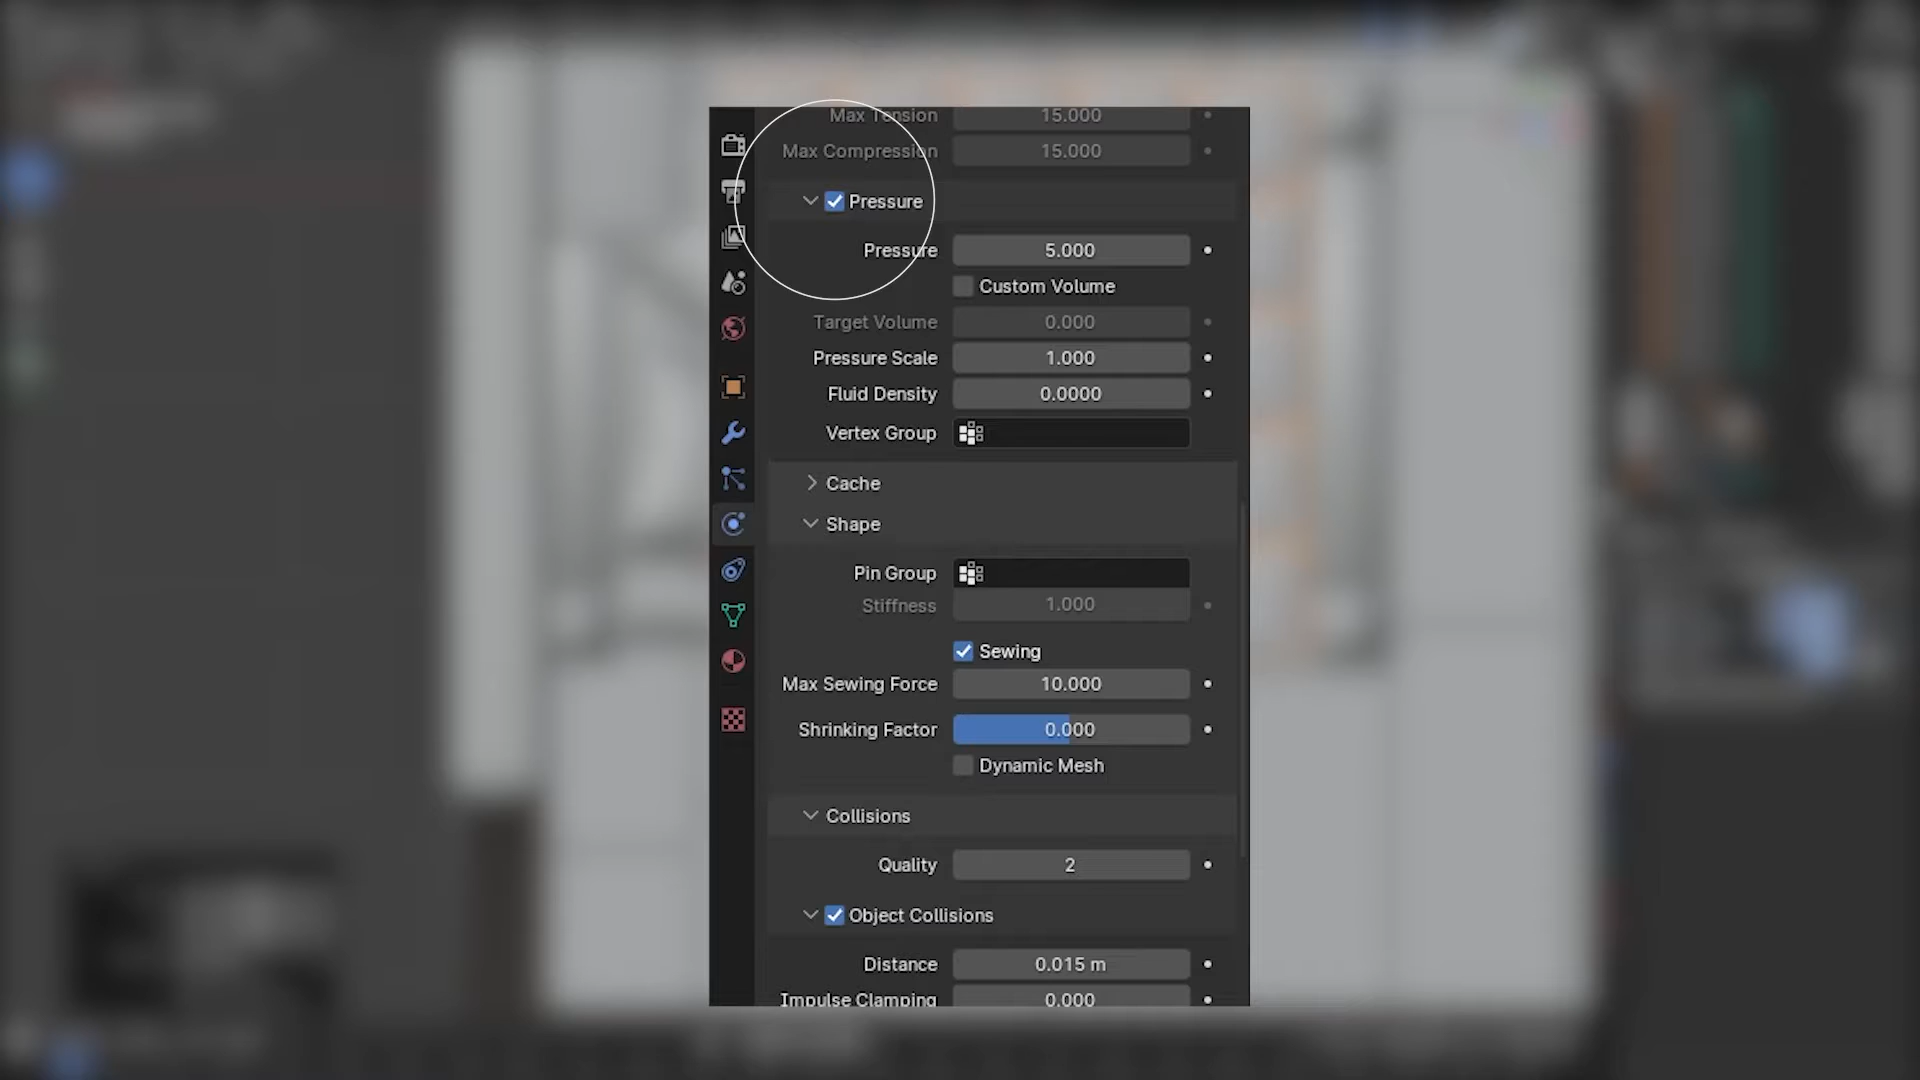 Max Tension 15.000
Max Compression 15.000
Pressure
Pressure 5.000
Custom Volume
Target Volume 0.000
Pressure Scale 1.000
Fluid Density 0.0000
Vertex Group
Cache
Shape
Pin Group
Stiffness 1.000
Sewing
Max Sewing Force 10.000
Shrinking Factor 0.000
Dynamic Mesh
Collisions
Quality 2
Object Collisions
Distance 0.015 m
Impulse Clamping 0.000